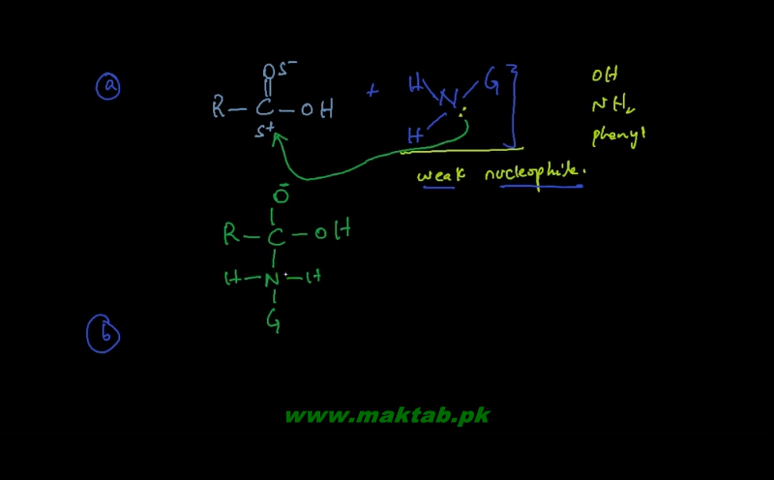 a
Oδ-
R - C - OH + H N G
δ+ H
OH
NH2
phenyl
weak nucleophile.
O-
R - C - OH
H - N - H
G
b
www.maktab.pk